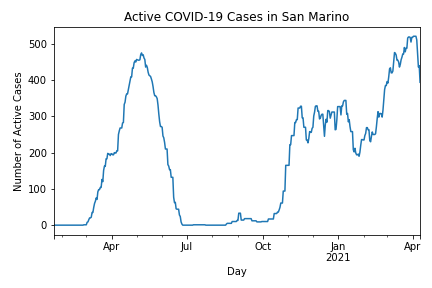 Active COVID-19 Cases in San Marino
Number of Active Cases
500
400
300
200
100
0
Apr
Jul
Oct
Jan
2021
Apr
Day